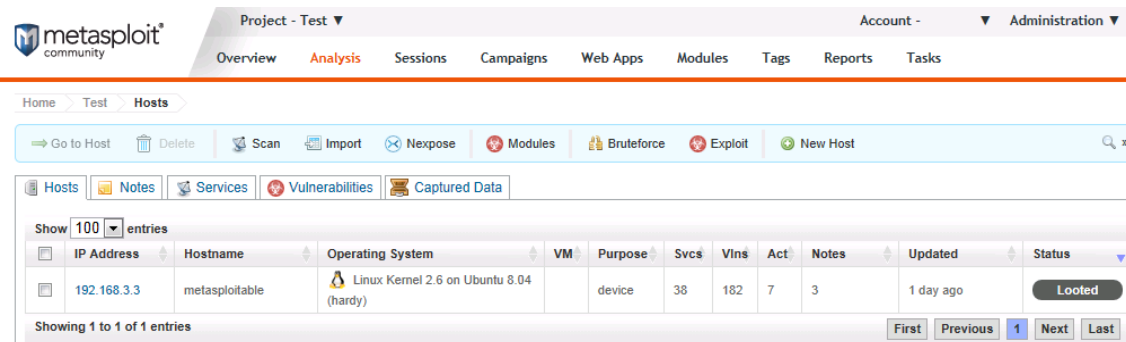 metasploit®
community
Project - Test ▼ Account - ▼ Administration ▼
Overview Analysis Sessions Campaigns Web Apps Modules Tags Reports Tasks
Home Test Hosts
Go to Host Delete Scan Import Nexpose Modules Bruteforce Exploit New Host
Hosts Notes Services Vulnerabilities Captured Data
Show 100 entries
IP Address Hostname Operating System VM Purpose Svcs Vlns Act Notes Updated Status
192.168.3.3 metasploitable Linux Kernel 2.6 on Ubuntu 8.04 device 38 182 7 3 1 day ago Looted
(hardy)
Showing 1 to 1 of 1 entries First Previous 1 Next Last